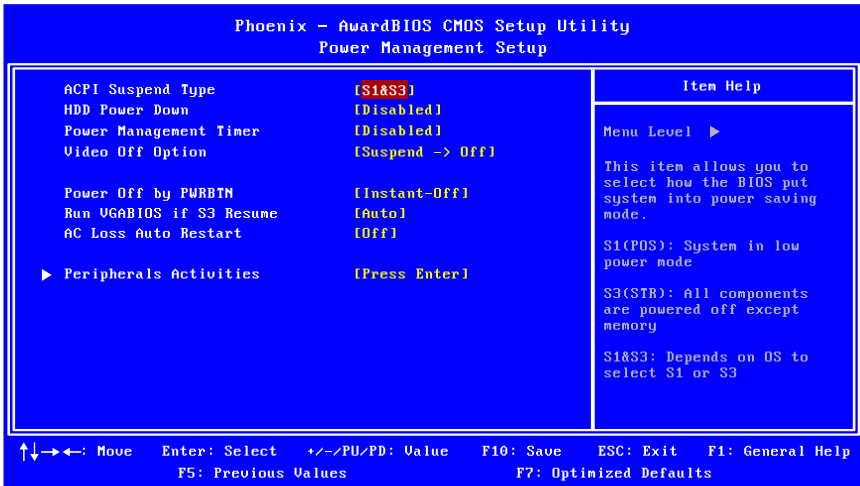 Phoenix – AwardBIOS CMOS Setup Utility
Power Management Setup
ACPI Suspend Type [S1&S3]
HDD Power Down [Disabled]
Power Management Timer [Disabled]
Video Off Option [Suspend -> Off]
Power Off by PWRBTN [Instant-Off]
Run VGABIOS if S3 Resume [Auto]
AC Loss Auto Restart [Off]
▶ Peripherals Activities [Press Enter]
Item Help
Menu Level ▶
This item allows you to
select how the BIOS put
system into power saving
mode.
S1(POS): System in low
power mode
S3(STR): All components
are powered off except
memory
S1&S3: Depends on OS to
select S1 or S3
↑↓→←: Move Enter: Select +/-/PU/PD: Value F10: Save ESC: Exit F1: General Help
F5: Previous Values F7: Optimized Defaults